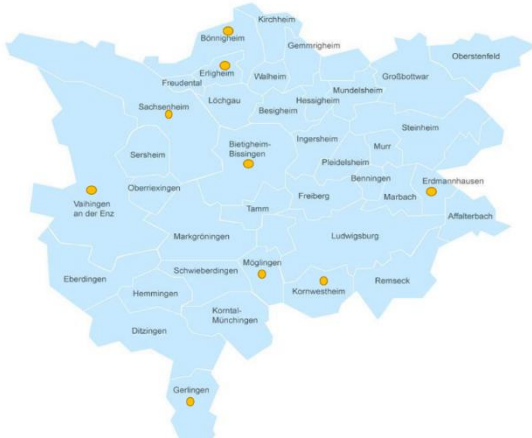 Kirchheim
Bönnigheim
Gemmrigheim
Oberstenfeld
Erligheim
Walheim
Großbottwar
Freudental
Mundelsheim
Löchgau
Hessigheim
Sachsenheim
Besigheim
Steinheim
Ingersheim
Bietigheim-
Bissingen
Murr
Sersheim
Pleidelsheim
Benningen
Erdmannhausen
Oberriexingen
Freiberg
Marbach
Vaihingen
an der Enz
Tamm
Affalterbach
Markgröningen
Ludwigsburg
Möglingen
Schwieberdingen
Eberdingen
Remseck
Kornwestheim
Hemmingen
Korntal-
Münchingen
Ditzingen
Gerlingen